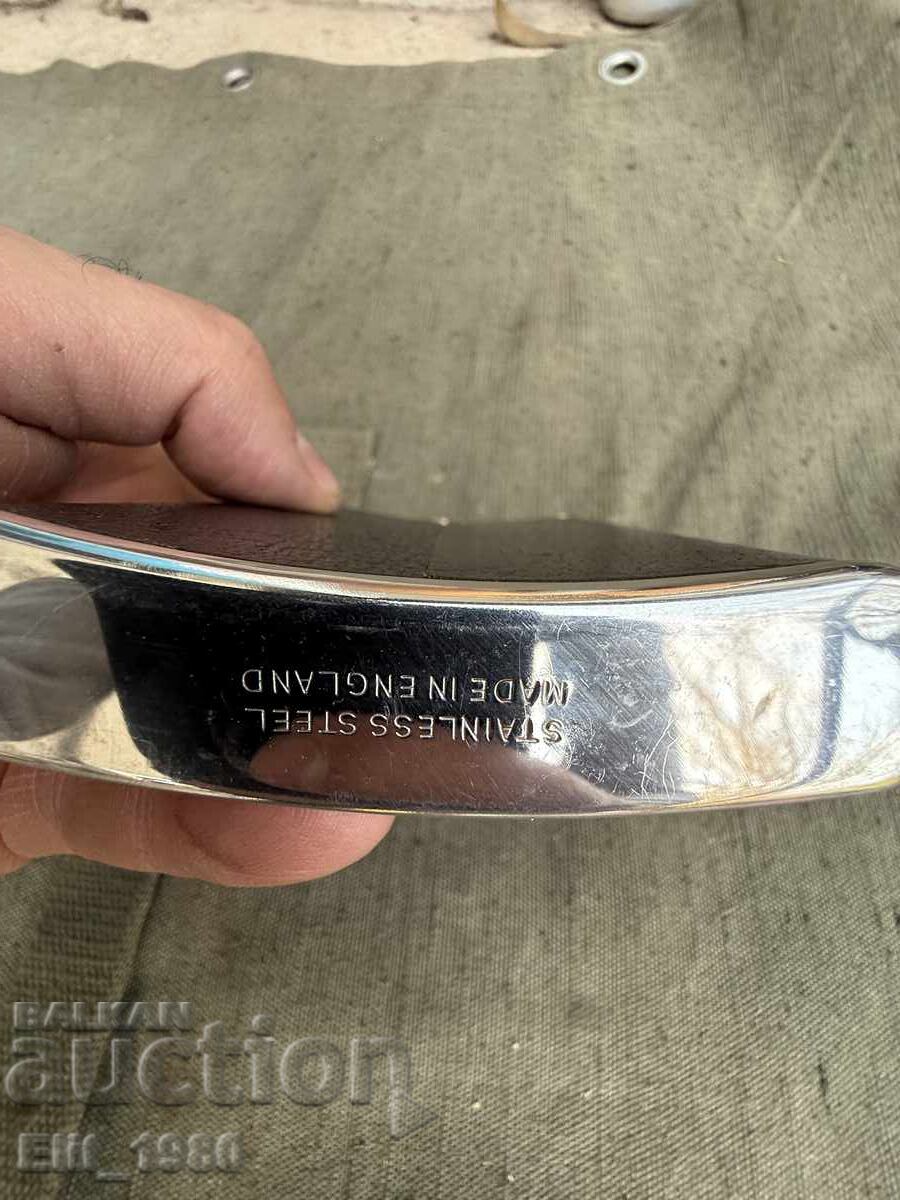 STAINLESS STEEL
MADE IN ENGLAND
BALKAN
auction
Elit_1980